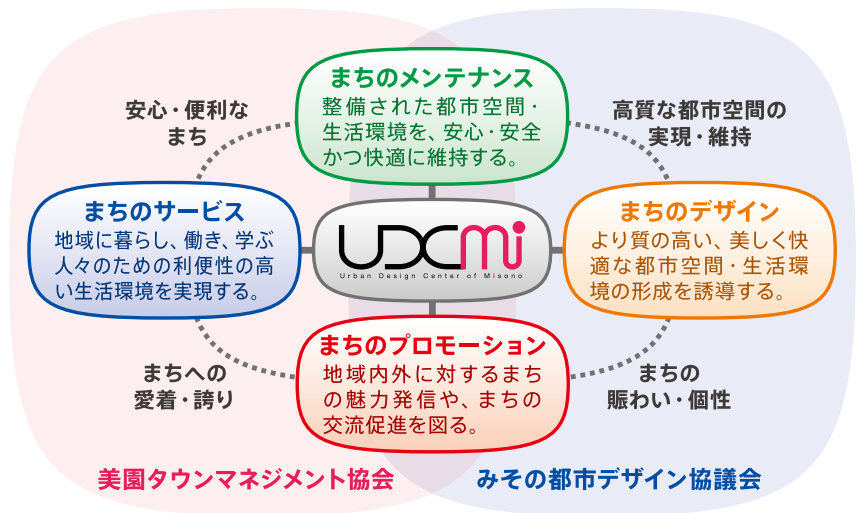 まちのメンテナンス
整備された都市空間・
生活環境を、安心・安全
かつ快適に維持する。
安心・便利な
まち
高質な都市空間の
実現・維持
まちのサービス
地域に暮らし、働き、学ぶ
人々のための利便性の高
い生活環境を実現する。
UDCMi
Urban Design Center of Misono
まちのデザイン
より質の高い、美しく快
適な都市空間・生活環
境の形成を誘導する。
まちのプロモーション
地域内外に対するまち
の魅力発信や、まちの
交流促進を図る。
まちへの
愛着・誇り
まちの
賑わい・個性
美園タウンマネジメント協会
みその都市デザイン協議会